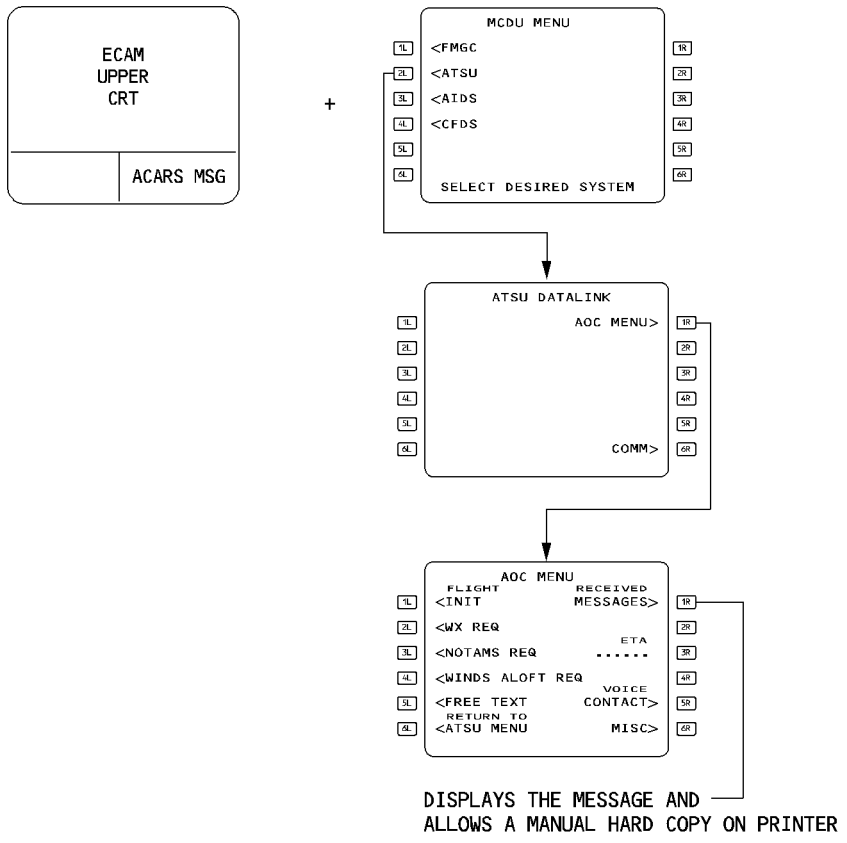 ECAM
UPPER
CRT
ACARS MSG
+
MCDU MENU
1L <FMGC 1R
2L <ATSU 2R
3L <AIDS 3R
4L <CFDS 4R
5L 5R
6L 6R
SELECT DESIRED SYSTEM
ATSU DATALINK
1L AOC MENU> 1R
2L 2R
3L 3R
4L 4R
5L 5R
6L COMM> 6R
AOC MENU
FLIGHT RECEIVED
1L <INIT MESSAGES> 1R
2L <WX REQ 2R
ETA
3L <NOTAMS REQ ...... 3R
4L <WINDS ALOFT REQ 4R
VOICE
5L <FREE TEXT CONTACT> 5R
RETURN TO
6L <ATSU MENU MISC> 6R
DISPLAYS THE MESSAGE AND
ALLOWS A MANUAL HARD COPY ON PRINTER